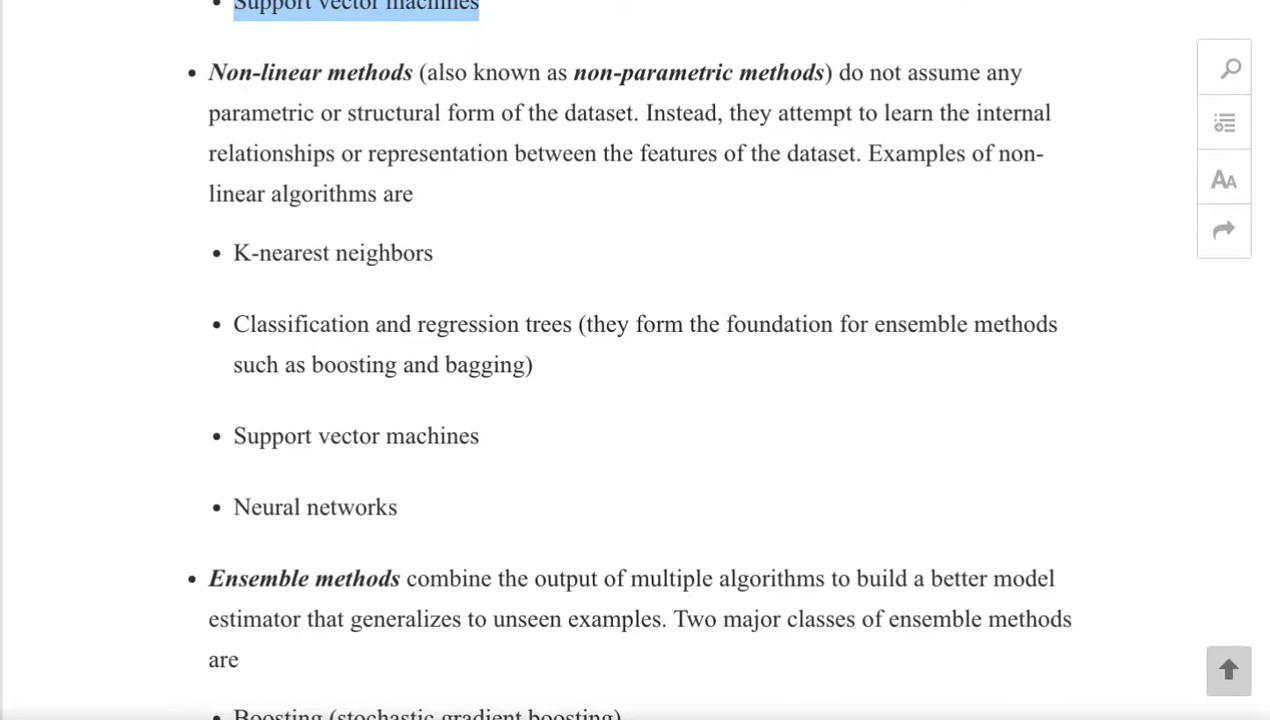 • Support vector machines
• Non-linear methods (also known as non-parametric methods) do not assume any
parametric or structural form of the dataset. Instead, they attempt to learn the internal
relationships or representation between the features of the dataset. Examples of non-
linear algorithms are
• K-nearest neighbors
• Classification and regression trees (they form the foundation for ensemble methods
such as boosting and bagging)
• Support vector machines
• Neural networks
• Ensemble methods combine the output of multiple algorithms to build a better model
estimator that generalizes to unseen examples. Two major classes of ensemble methods
are
• Boosting (stochastic gradient boosting)
AA